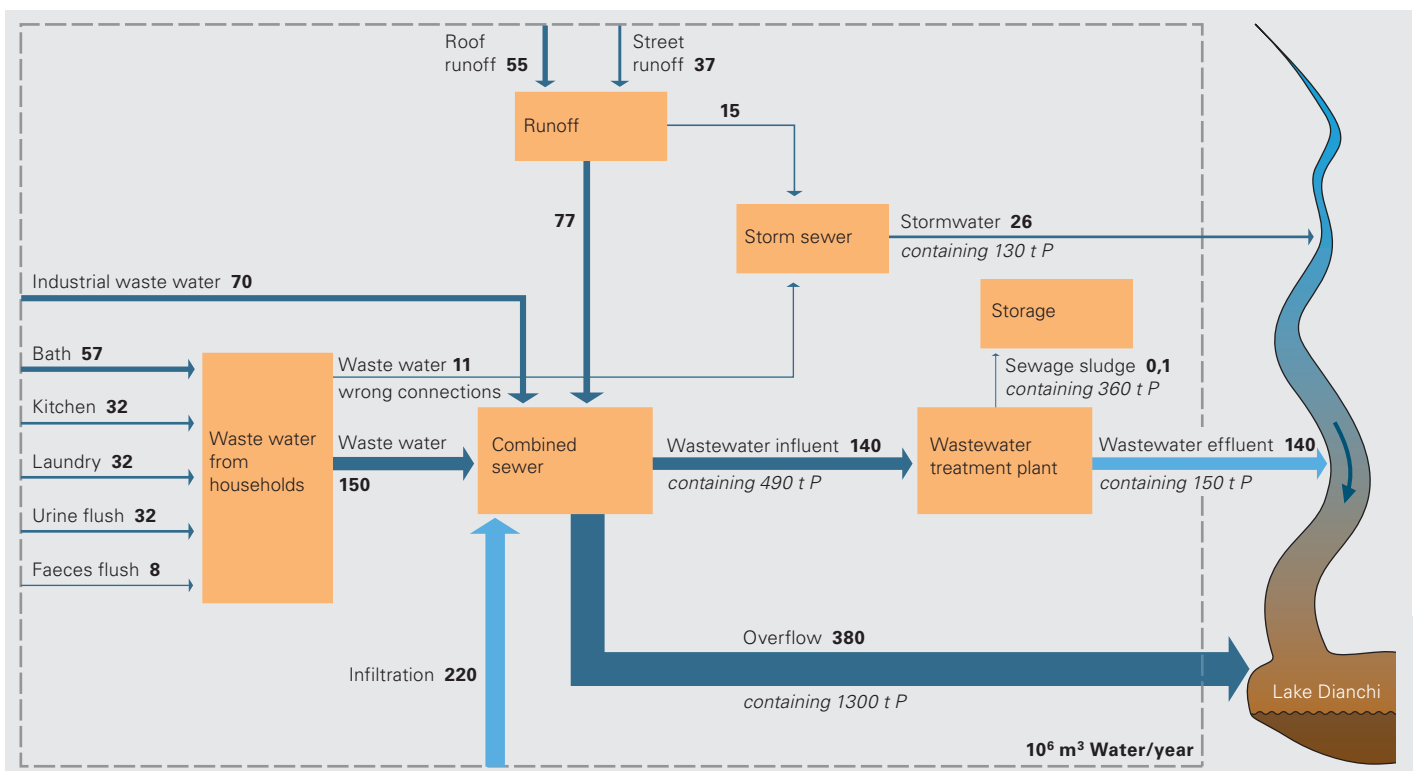 Roof
runoff 55
Street
runoff 37
Runoff
15
77
Storm sewer
Stormwater 26
containing 130 t P
Industrial waste water 70
Storage
Bath 57
Kitchen 32
Laundry 32
Urine flush 32
Faeces flush 8
Waste water
from
households
Waste water 11
wrong connections
Waste water
150
Combined
sewer
Sewage sludge 0,1
containing 360 t P
Wastewater influent 140
containing 490 t P
Wastewater
treatment plant
Wastewater effluent 140
containing 150 t P
Infiltration 220
Overflow 380
containing 1300 t P
Lake Dianchi
10⁶ m³ Water/year